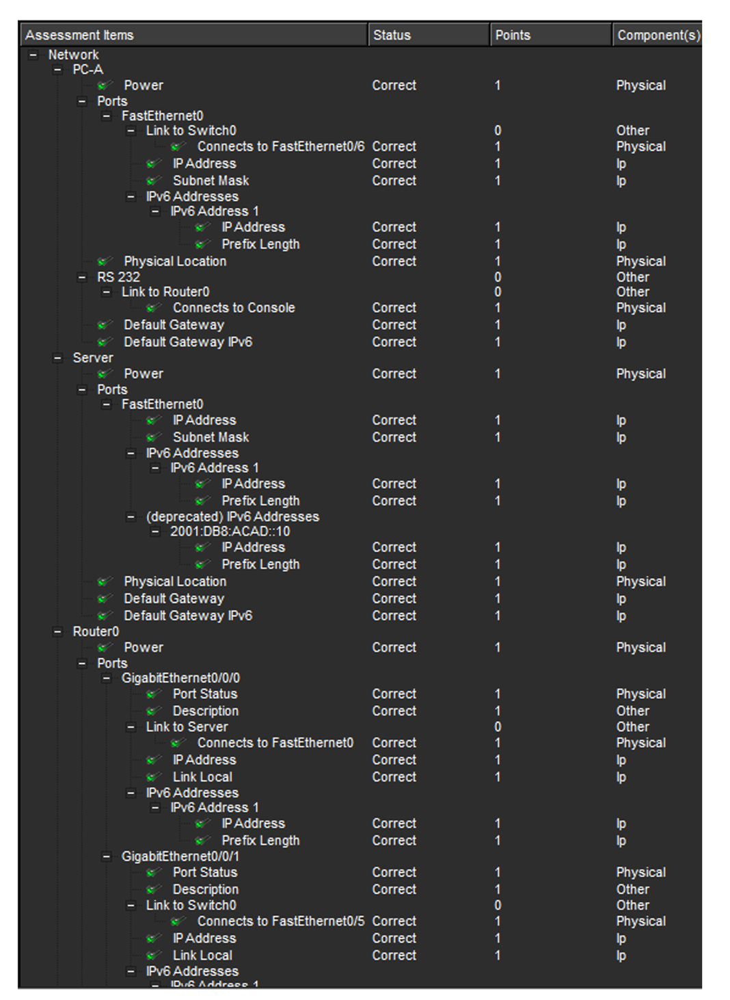 Assessment Items Status Points Component(s)
Network
PC-A
Power Correct 1 Physical
Ports
FastEthernet0
Link to Switch0 0 Other
Connects to FastEthernet0/6 Correct 1 Physical
IP Address Correct 1 Ip
Subnet Mask Correct 1 Ip
IPv6 Addresses
IPv6 Address 1
IP Address Correct 1 Ip
Prefix Length Correct 1 Ip
Physical Location Correct 1 Physical
RS 232 0 Other
Link to Router0 0 Other
Connects to Console Correct 1 Physical
Default Gateway Correct 1 Ip
Default Gateway IPv6 Correct 1 Ip
Server
Power Correct 1 Physical
Ports
FastEthernet0
IP Address Correct 1 Ip
Subnet Mask Correct 1 Ip
IPv6 Addresses
IPv6 Address 1
IP Address Correct 1 Ip
Prefix Length Correct 1 Ip
(deprecated) IPv6 Addresses
2001:DB8:ACAD::10
IP Address Correct 1 Ip
Prefix Length Correct 1 Ip
Physical Location Correct 1 Physical
Default Gateway Correct 1 Ip
Default Gateway IPv6 Correct 1 Ip
Router0
Power Correct 1 Physical
Ports
GigabitEthernet0/0/0
Port Status Correct 1 Physical
Description Correct 1 Other
Link to Server 0 Other
Connects to FastEthernet0 Correct 1 Physical
IP Address Correct 1 Ip
Link Local Correct 1 Ip
IPv6 Addresses
IPv6 Address 1
IP Address Correct 1 Ip
Prefix Length Correct 1 Ip
GigabitEthernet0/0/1
Port Status Correct 1 Physical
Description Correct 1 Other
Link to Switch0 0 Other
Connects to FastEthernet0/5 Correct 1 Physical
IP Address Correct 1 Ip
Link Local Correct 1 Ip
IPv6 Addresses
IPv6 Address 1